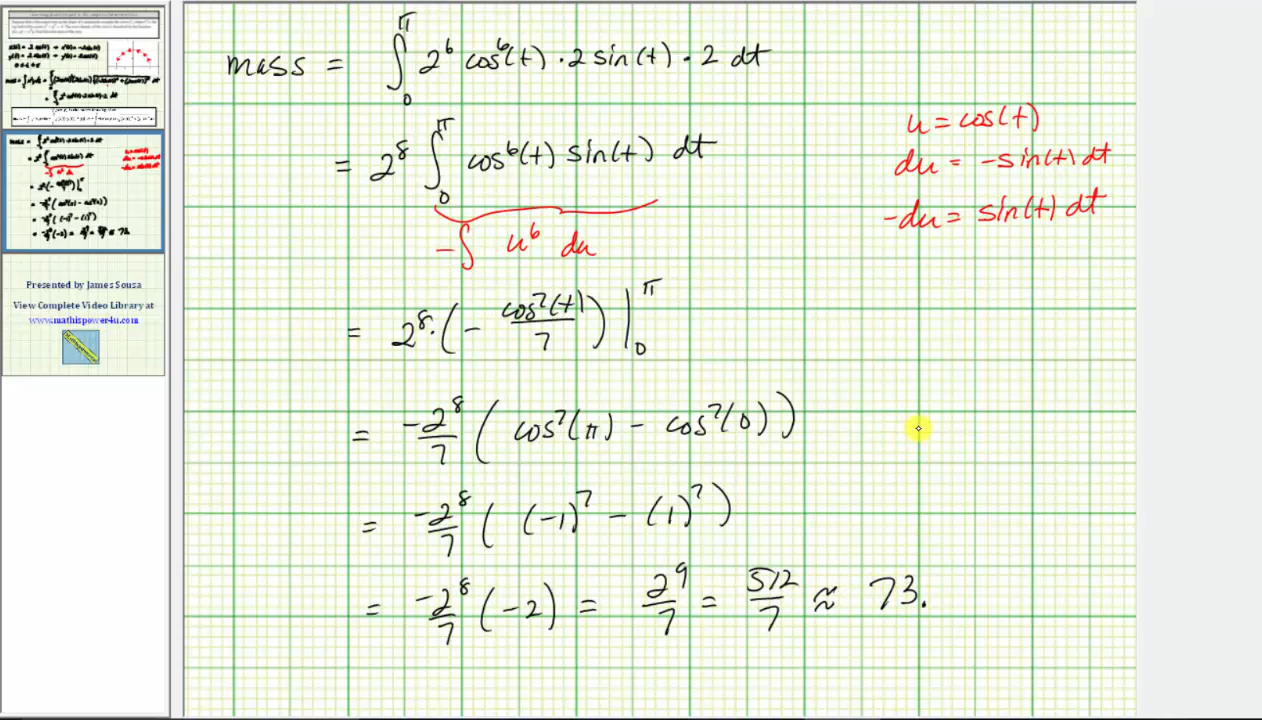 mass = ∫₀^π 2⁶ cos⁶(t) · 2 sin(t) · 2 dt
= 2⁸ ∫₀^π cos⁶(t) sin(t) dt
-∫ u⁶ du
u = cos(t)
du = -sin(t) dt
-du = sin(t) dt
= 2⁸ · (- cos⁷(t)/7) |₀^π
= -2⁸/7 ( cos⁷(π) - cos⁷(0) )
= -2⁸/7 ( (-1)⁷ - (1)⁷ )
= -2⁸/7 (-2) = 2⁹/7 = 512/7 ≈ 73.
Presented by James Sousa
View Complete Video Library at
www.mathispower4u.com